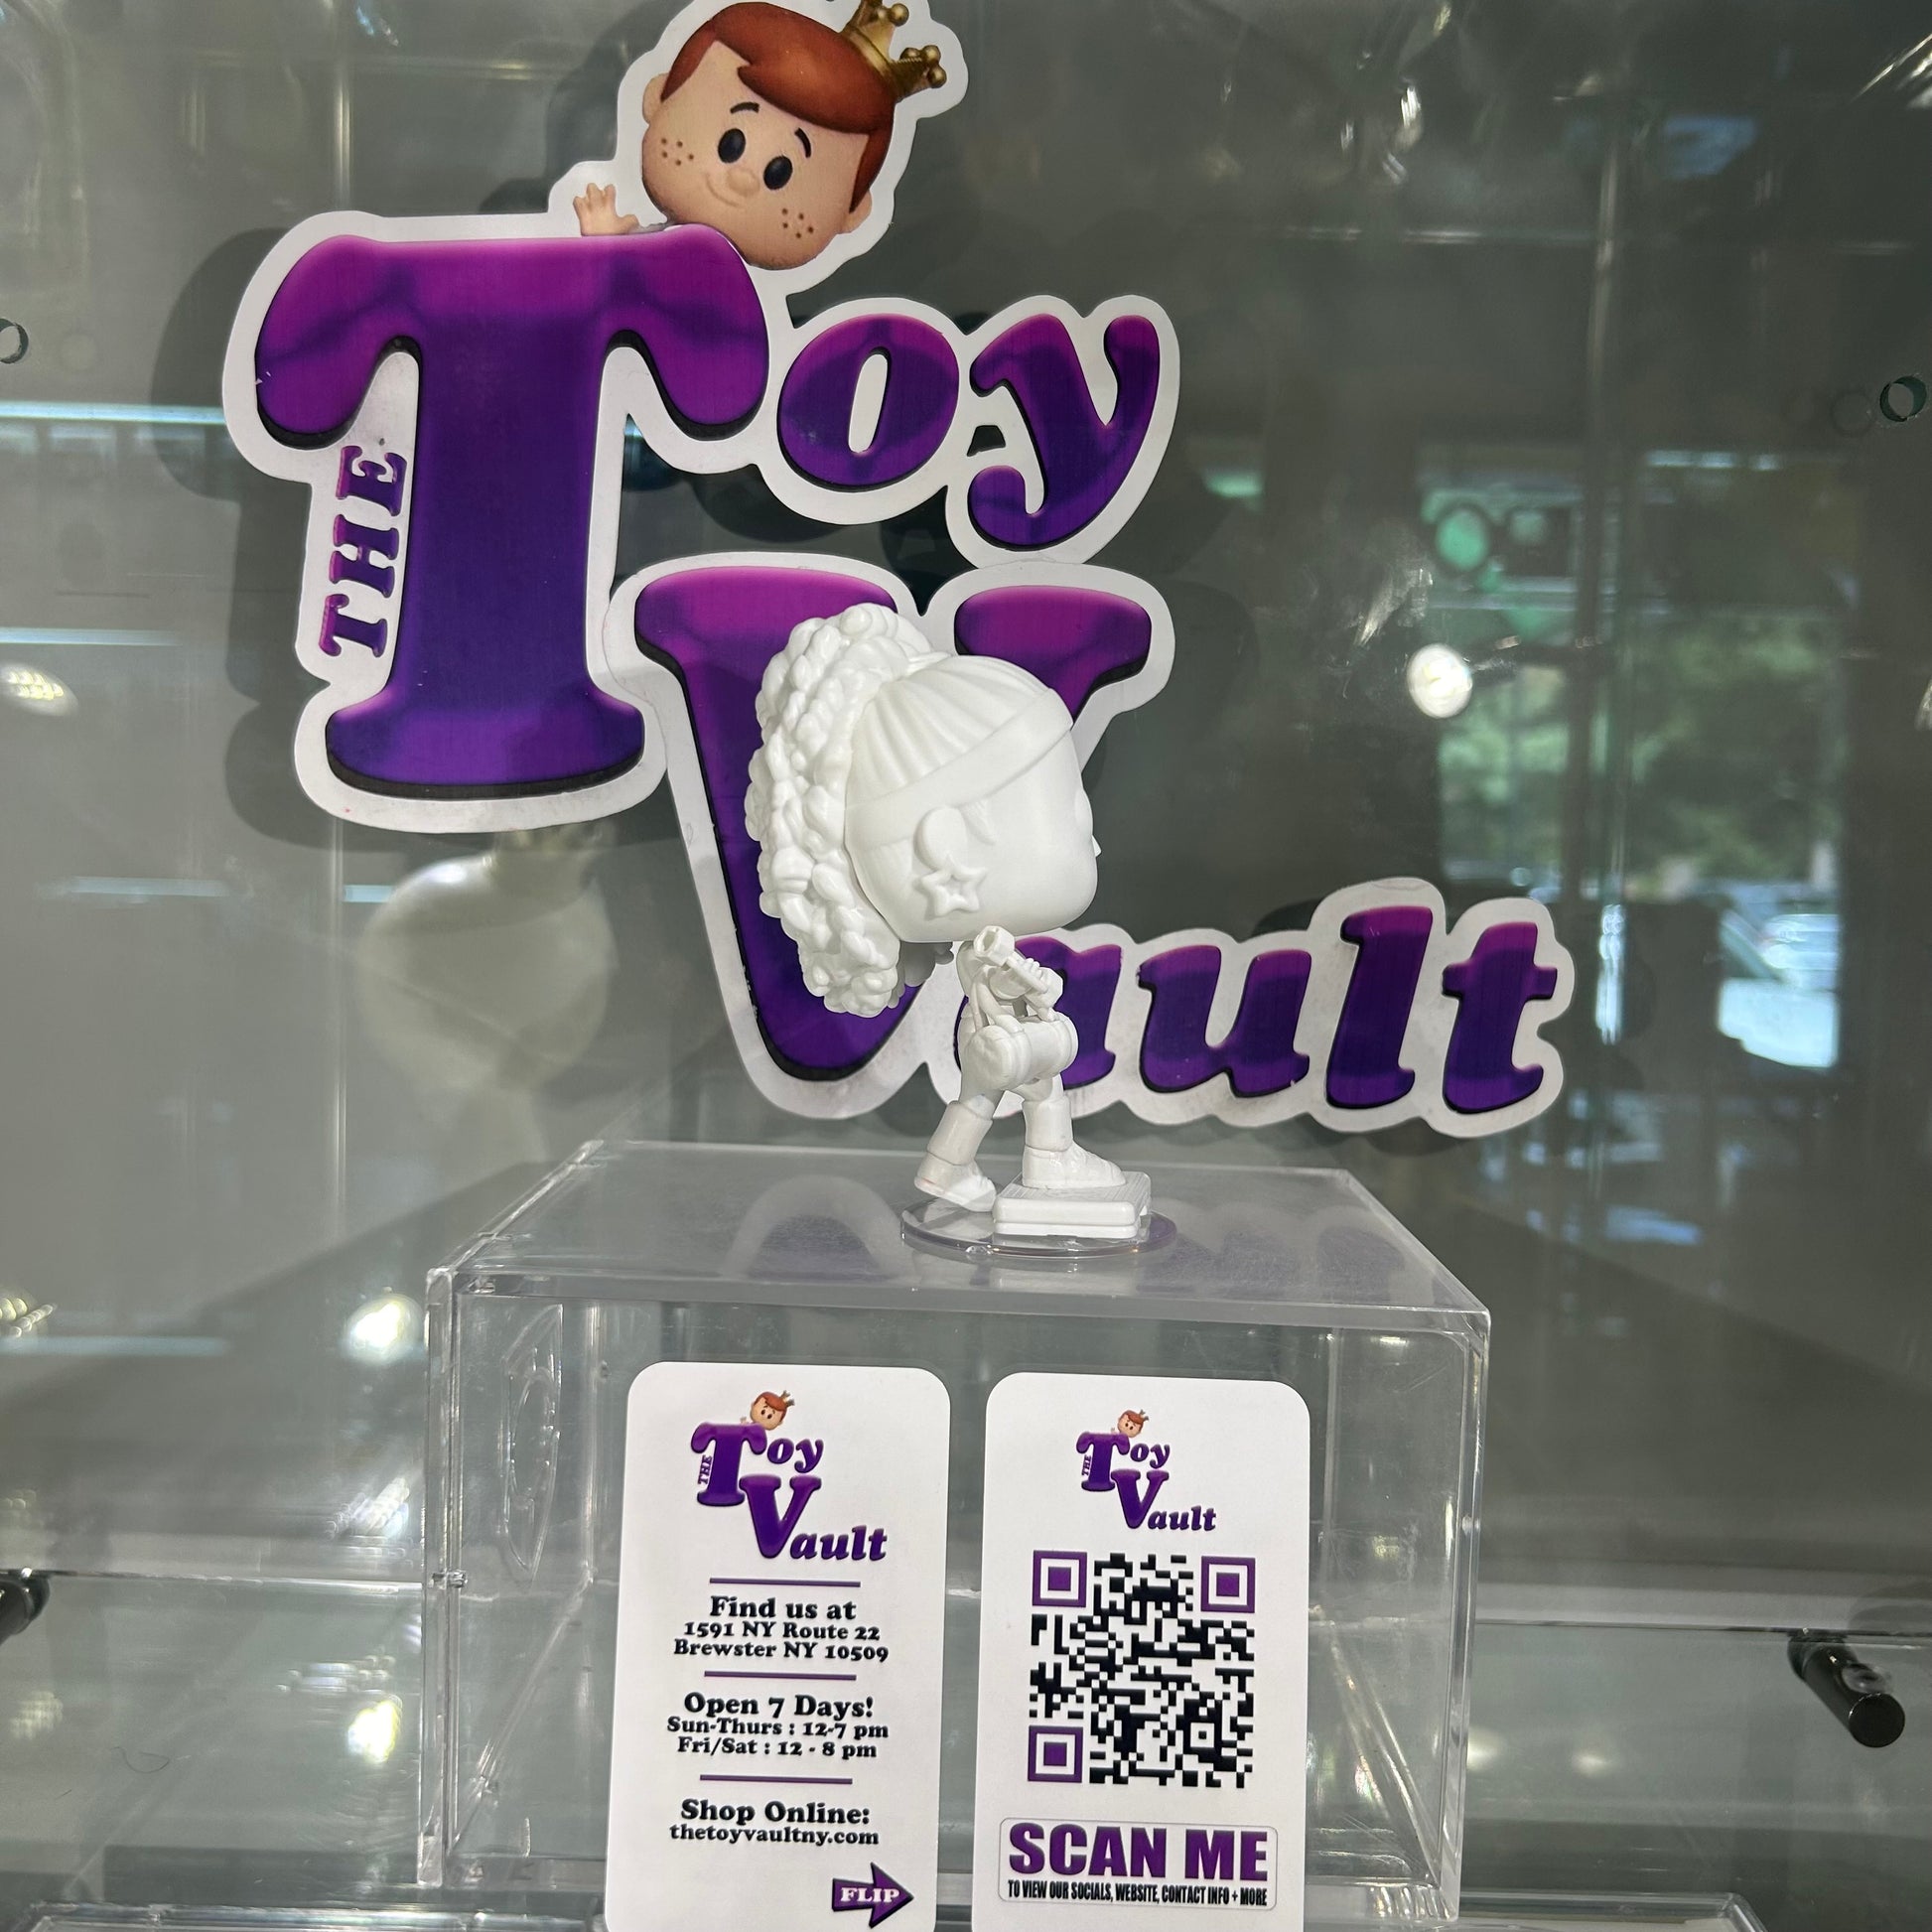 THE Toy
Vault
THE Toy
Vault
Find us at
1591 NY Route 22
Brewster NY 10509
Open 7 Days!
Sun-Thurs : 12-7 pm
Fri/Sat : 12 - 8 pm
Shop Online:
thetoyvaultny.com
FLIP
THE Toy
Vault
SCAN ME
TO VIEW OUR SOCIALS, WEBSITE, CONTACT INFO + MORE